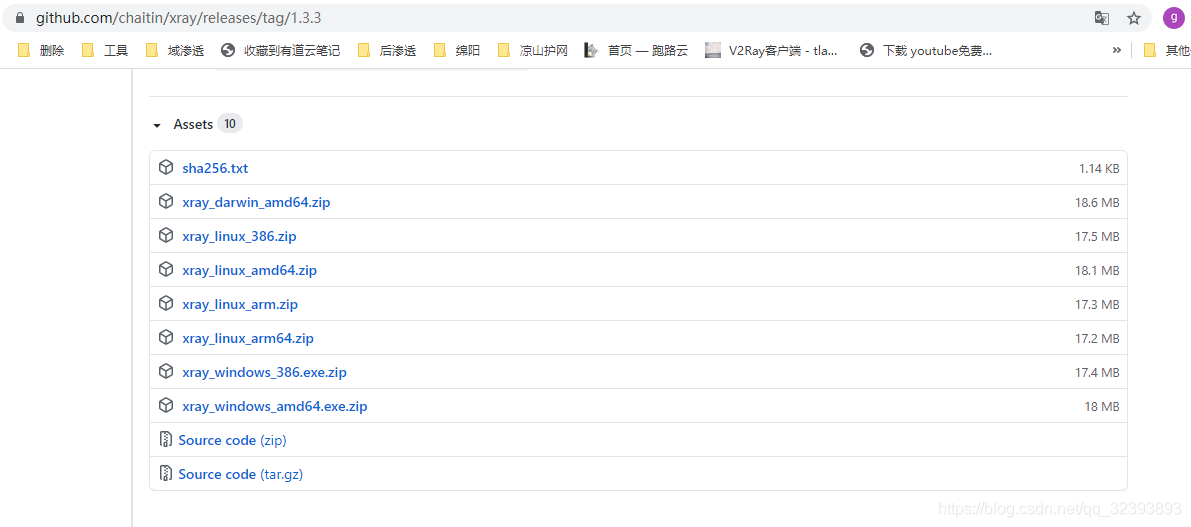 github.com/chaitin/xray/releases/tag/1.3.3
g
删除 工具 域渗透 收藏到有道云笔记 后渗透 绵阳 凉山护网 首页 — 跑路云 V2Ray客户端 - tla... 下载 youtube免费... » 其他
Assets 10
sha256.txt 1.14 KB
xray_darwin_amd64.zip 18.6 MB
xray_linux_386.zip 17.5 MB
xray_linux_amd64.zip 18.1 MB
xray_linux_arm.zip 17.3 MB
xray_linux_arm64.zip 17.2 MB
xray_windows_386.exe.zip 17.4 MB
xray_windows_amd64.exe.zip 18 MB
Source code (zip)
Source code (tar.gz)
https://blog.csdn.net/qq_32393893